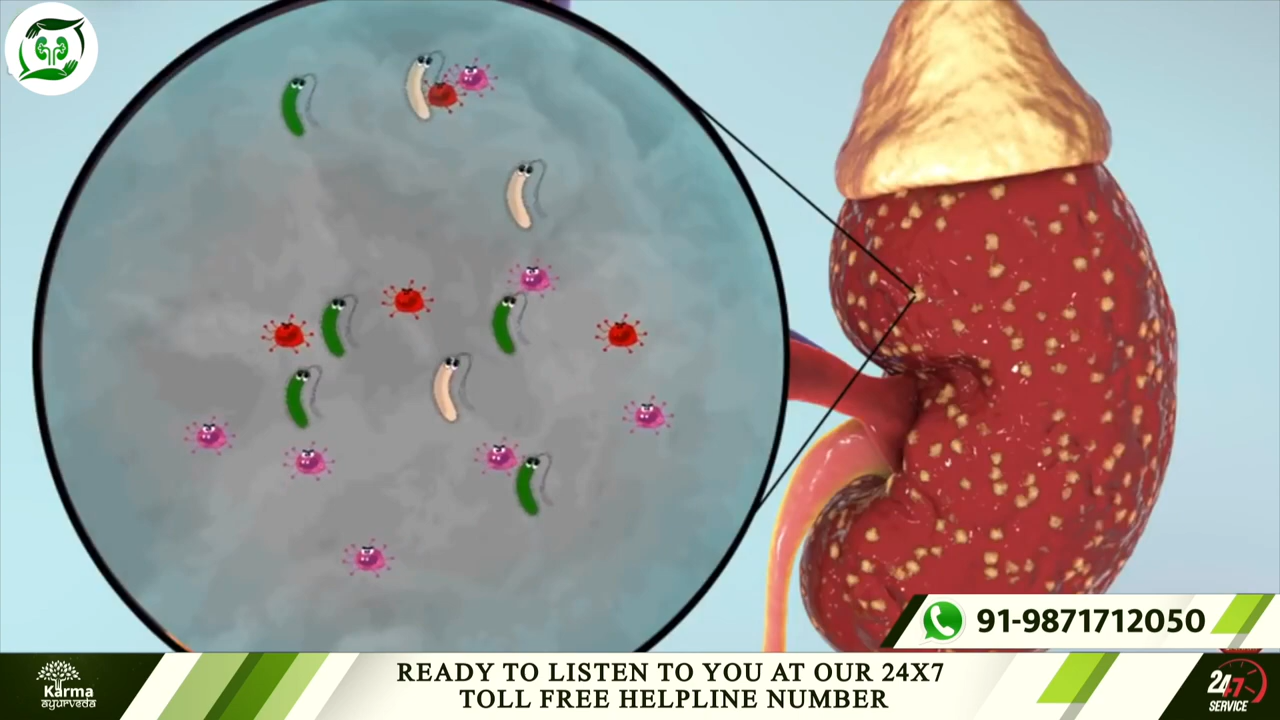 91-9871712050
READY TO LISTEN TO YOU AT OUR 24X7
TOLL FREE HELPLINE NUMBER
Karma
ayurveda
24-7
SERVICE